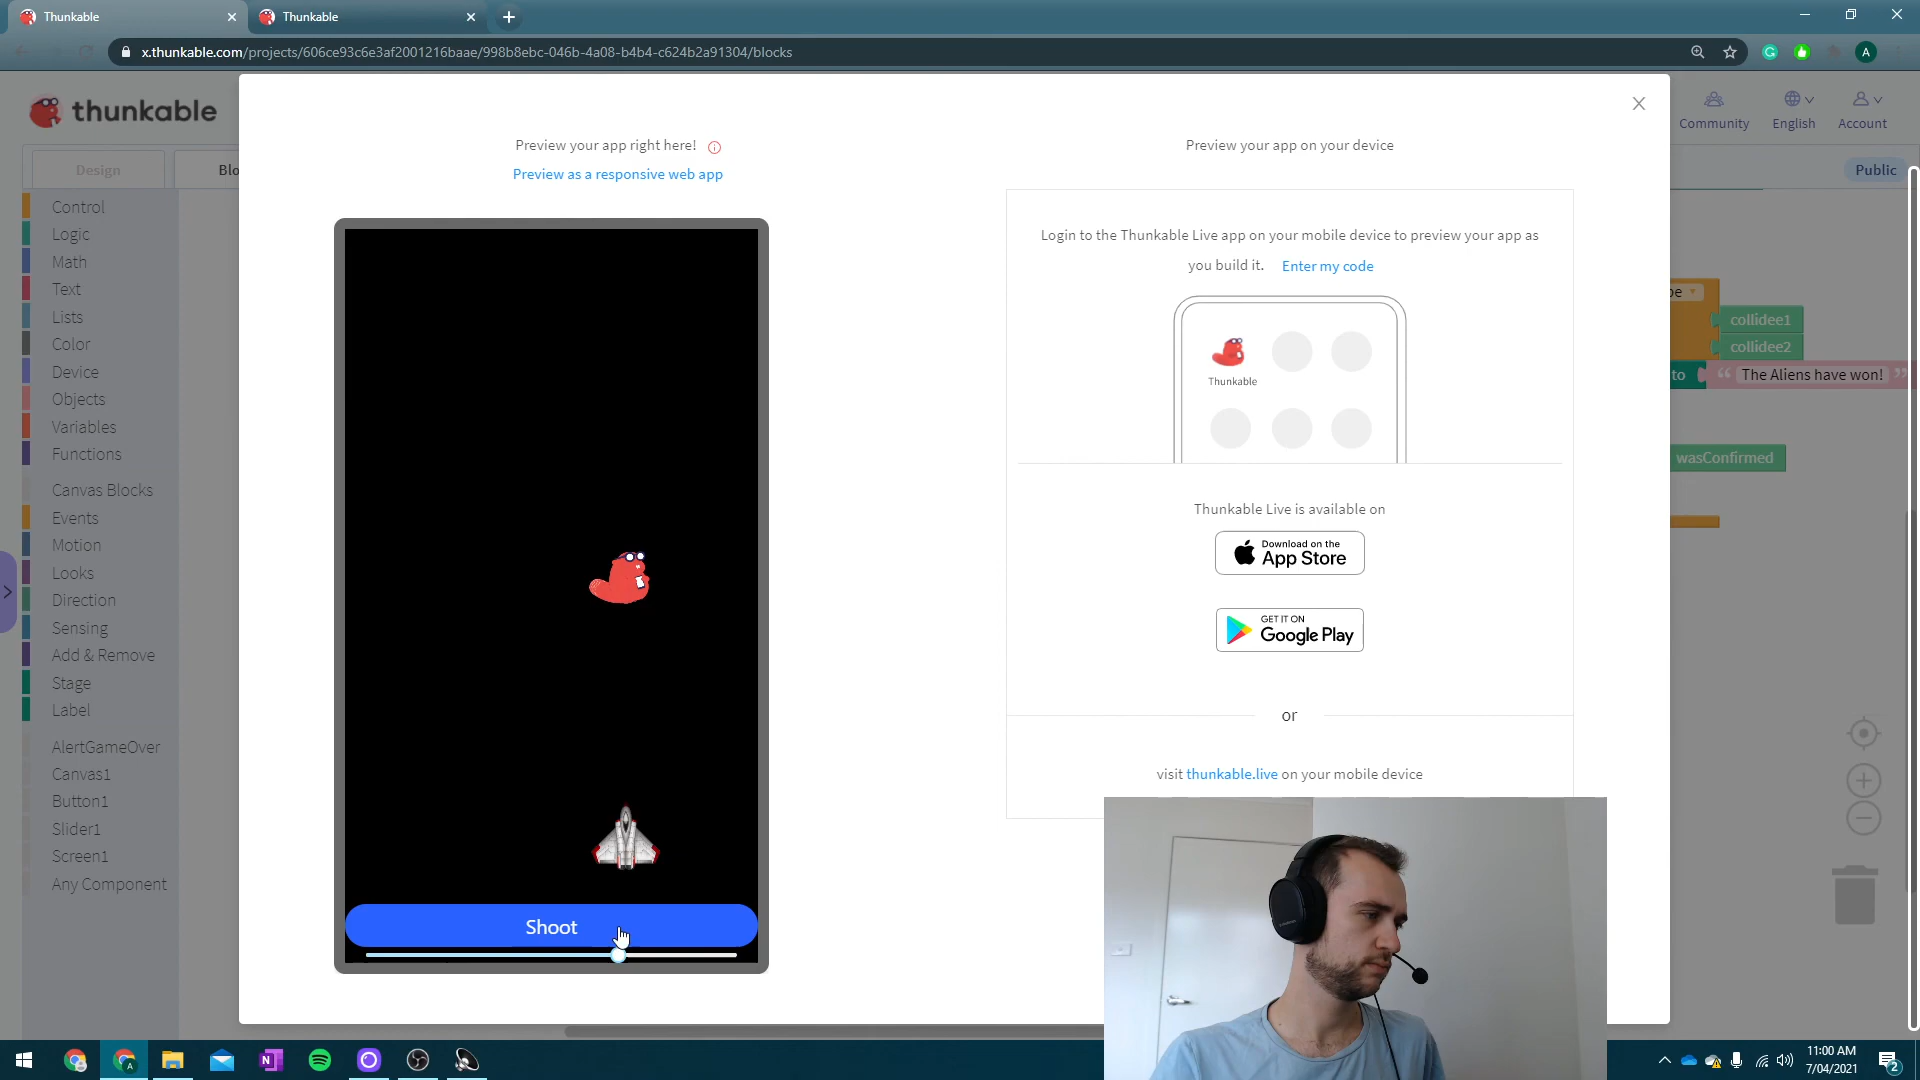 Thunkable
Thunkable
x.thunkable.com/projects/606ce93c6e3af2001216baae/998b8ebc-046b-4a08-b4b4-c624b2a91304/blocks
A
thunkable
Community
English
Account
Design
Blo
Public
Preview your app right here!
Preview as a responsive web app
Preview your app on your device
Login to the Thunkable Live app on your mobile device to preview your app as
you build it. Enter my code
Thunkable
Thunkable Live is available on
Download on the
App Store
GET IT ON
Google Play
or
visit thunkable.live on your mobile device
Control
Logic
Math
Text
Lists
Color
Device
Objects
Variables
Functions
Canvas Blocks
Events
Motion
Looks
Direction
Sensing
Add & Remove
Stage
Label
AlertGameOver
Canvas1
Button1
Slider1
Screen1
Any Component
Shoot
pe
collidee1
collidee2
to “ The Aliens have won! ”
wasConfirmed
N
A
11:00 AM
7/04/2021
2